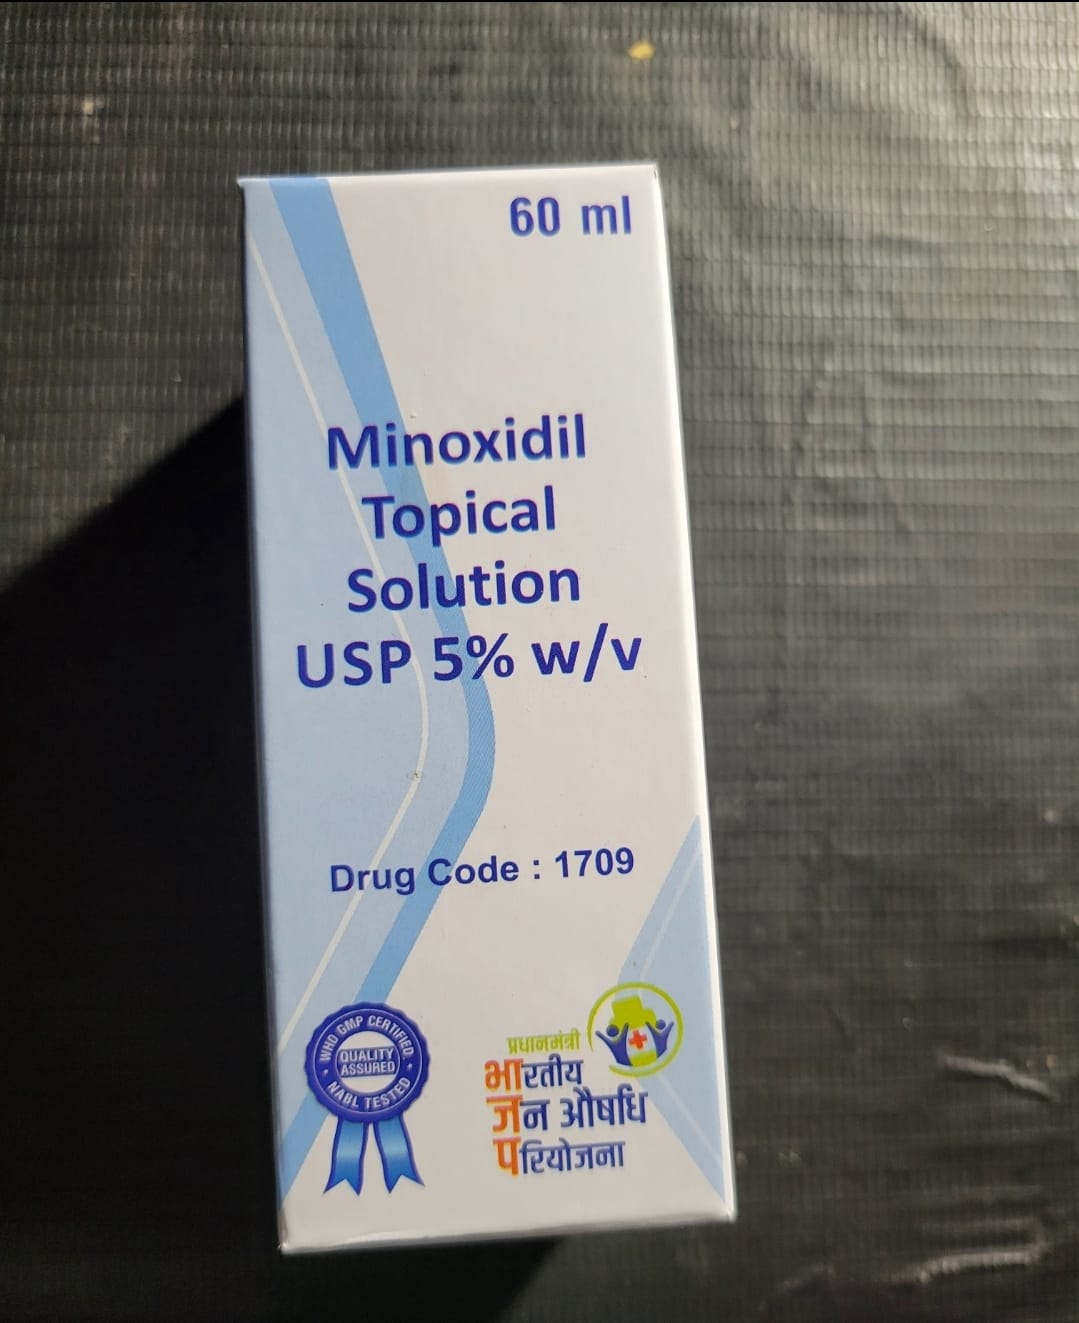 60 ml
Minoxidil
Topical
Solution
USP 5% w/v
Drug Code : 1709
WHO GMP CERTIFIED
QUALITY
ASSURED
NABL TESTED
प्रधानमंत्री
भारतीय
जन औषधि
परियोजना